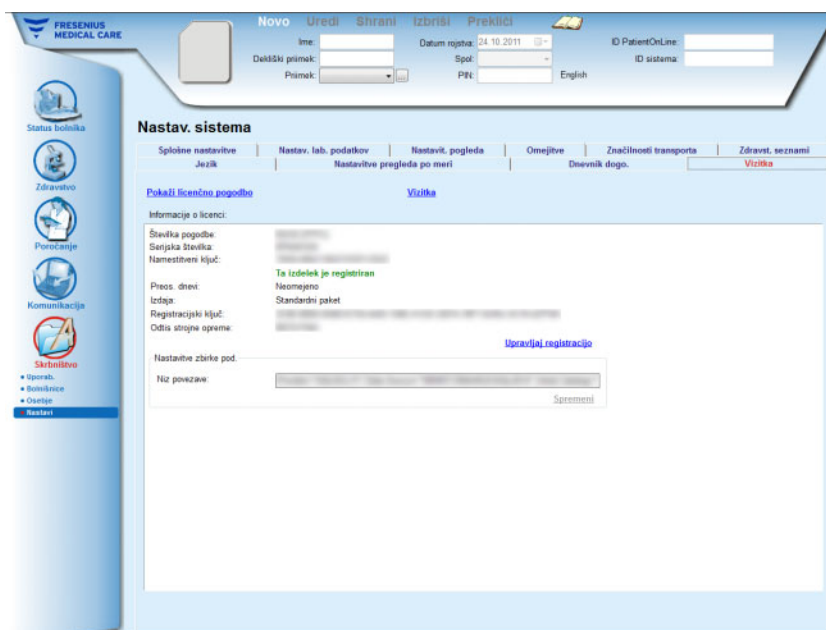 FRESENIUS
MEDICAL CARE
Novo Uredi Shrani Izbriši Prekliči
Ime:
Datum rojstva: 24.10.2011
ID PatientOnLine:
Dekliški priimek:
Spol:
ID sistema:
Priimek:
...
PIN:
English
Status bolnika
Zdravstvo
Poročanje
Komunikacija
Skrbništvo
Uporab.
Bolnišnice
Osebje
Nastavi
Nastav. sistema
Splošne nastavitve | Nastav. lab. podatkov | Nastavit. pogleda | Omejitve | Značilnosti transporta | Zdravst. seznami
Jezik | Nastavitve pregleda po meri | Dnevnik dogo. | Vizitka
Pokaži licenčno pogodbo
Vizitka
Informacije o licenci:
Številka pogodbe:
Serijska številka:
Namestitveni ključ:
Ta izdelek je registriran
Preos. dnevi: Neomejeno
Izdaja: Standardni paket
Registracijski ključ:
Odtis strojne opreme:
Upravljaj registracijo
Nastavitve zbirke pod.
Niz povezave:
Spremeni